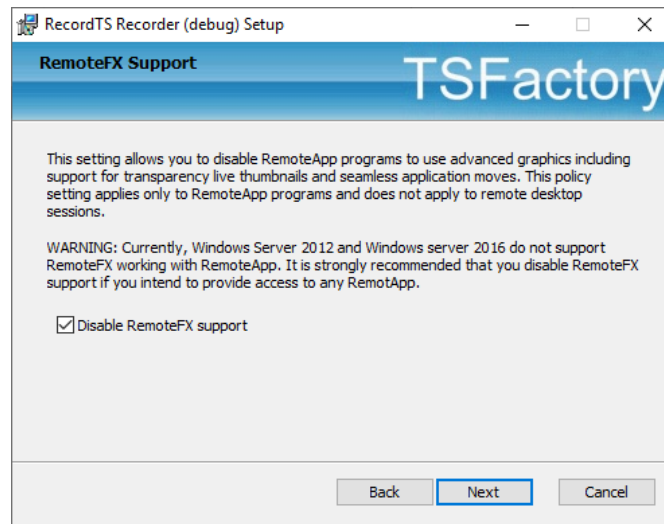 RecordTS Recorder (debug) Setup
RemoteFX Support
TSFactory
This setting allows you to disable RemoteApp programs to use advanced graphics including
support for transparency live thumbnails and seamless application moves. This policy
setting applies only to RemoteApp programs and does not apply to remote desktop
sessions.
WARNING: Currently, Windows Server 2012 and Windows server 2016 do not support
RemoteFX working with RemoteApp. It is strongly recommended that you disable RemoteFX
support if you intend to provide access to any RemotApp.
Disable RemoteFX support
Back
Next
Cancel